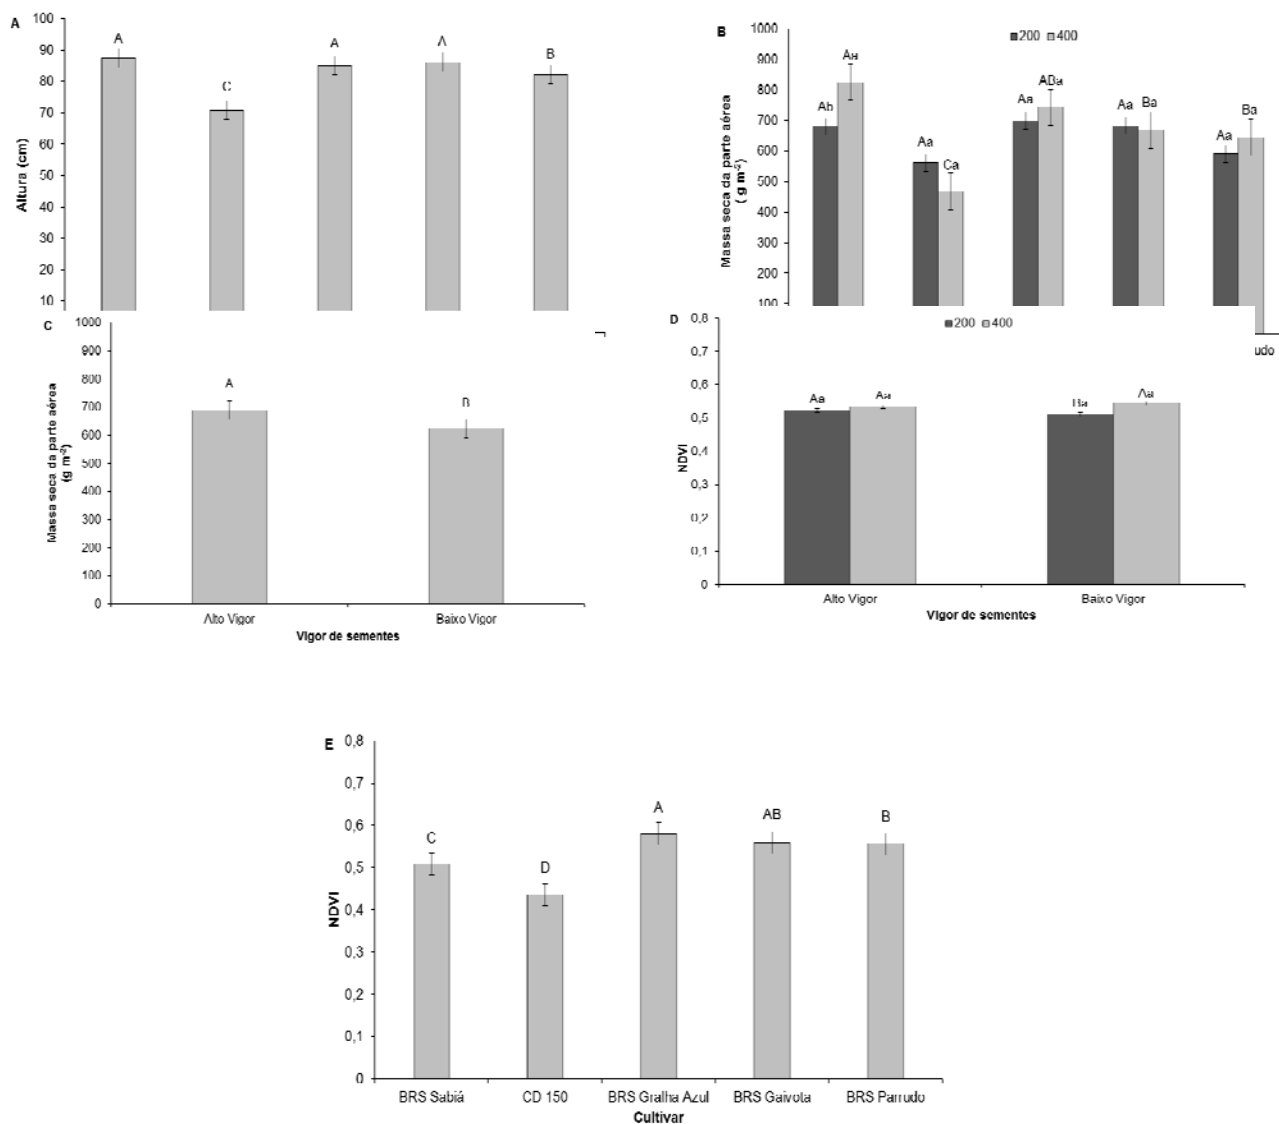 A
Altura (cm)
100
90
80
70
60
50
40
30
20
10
A
C
A
A
B
B
Massa seca da parte aérea
( g m-2)
1000
900
800
700
600
500
400
300
200
100
200 400
Ab
Aa
Aa
Ca
Aa
ABa
Aa
Ba
Aa
Ba
udo
C
Massa seca da parte aérea
(g m-2)
1000
900
800
700
600
500
400
300
200
100
0
A
B
Alto Vigor
Baixo Vigor
Vigor de sementes
D
NDVI
0,8
0,7
0,6
0,5
0,4
0,3
0,2
0,1
0
200 400
Aa
Aa
Ba
Aa
Alto Vigor
Baixo Vigor
Vigor de sementes
E
NDVI
0,8
0,7
0,6
0,5
0,4
0,3
0,2
0,1
0
C
D
A
AB
B
BRS Sabiá
CD 150
BRS Gralha Azul
BRS Gaivota
BRS Parrudo
Cultivar